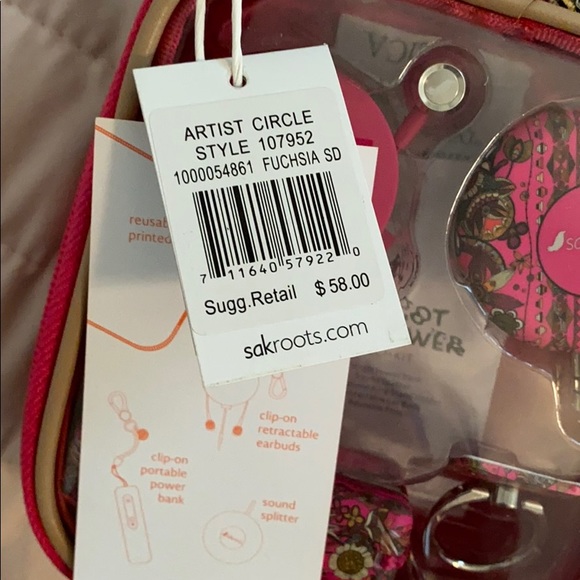 ARTIST CIRCLE
STYLE 107952
1000054861 FUCHSIA SD
7 11640 57922 0
Sugg.Retail $ 58.00
sakroots.com
printed
clip-on
retractable
earbuds
clip-on
portable
power
bank
sound
splitter